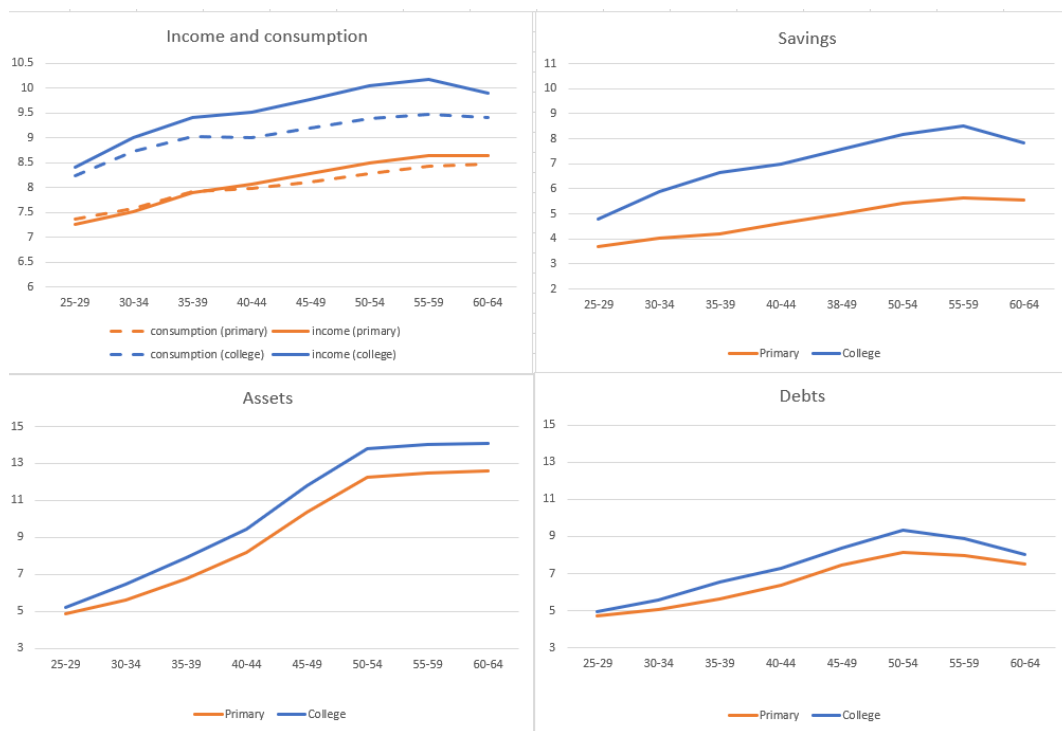 Income and consumption
10.5
10
9.5
9
8.5
8
7.5
7
6.5
6
25-29 30-34 35-39 40-44 45-49 50-54 55-59 60-64
consumption (primary) income (primary)
consumption (college) income (college)
Savings
11
10
9
8
7
6
5
4
3
2
25-29 30-34 35-39 40-44 38-49 50-54 55-59 60-64
Primary College
Assets
15
13
11
9
7
5
3
25-29 30-34 35-39 40-44 45-49 50-54 55-59 60-64
Primary College
Debts
15
13
11
9
7
5
3
25-29 30-34 35-39 40-44 45-49 50-54 55-59 60-64
Primary College